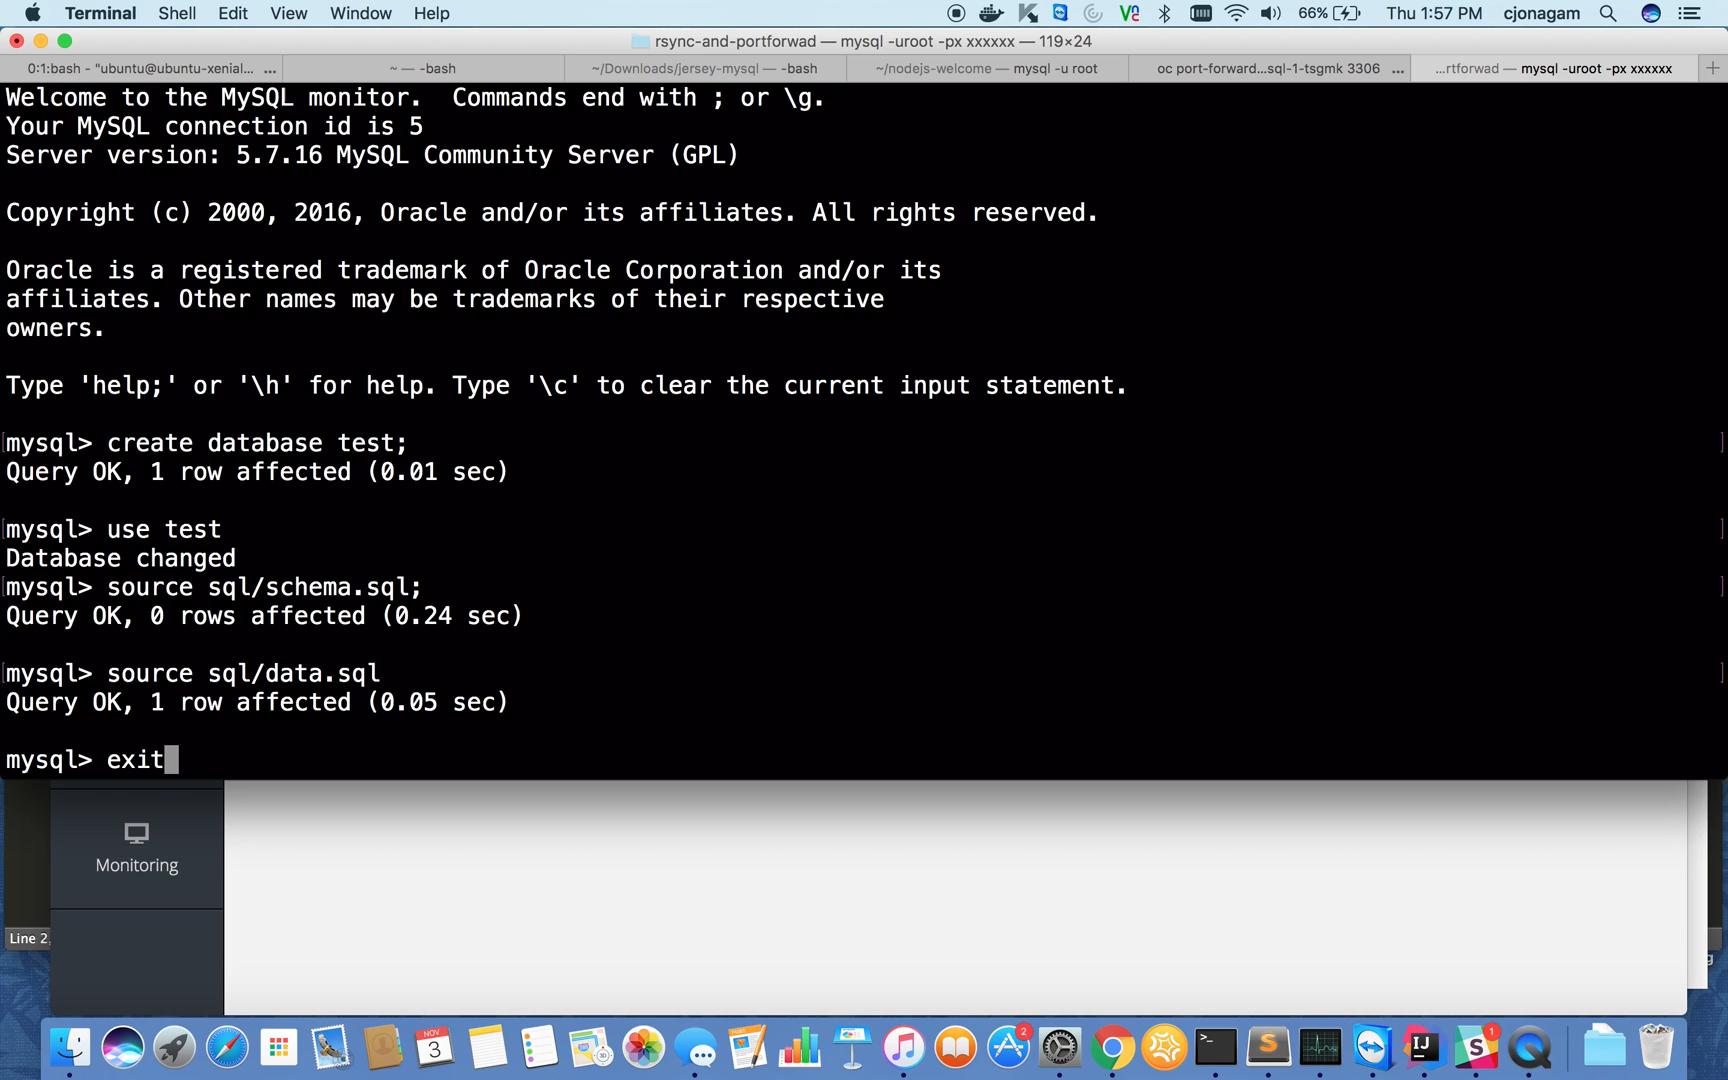 Terminal Shell Edit View Window Help 66% Thu 1:57 PM cjonagam
rsync-and-portforwad — mysql -uroot -px xxxxxx — 119×24
0:1:bash - "ubuntu@ubuntu-xenial... ... ~ — -bash ~/Downloads/jersey-mysql — -bash ~/nodejs-welcome — mysql -u root oc port-forward...sql-1-tsgmk 3306 ... ...rtforwad — mysql -uroot -px xxxxxx
Welcome to the MySQL monitor.  Commands end with ; or \g.
Your MySQL connection id is 5
Server version: 5.7.16 MySQL Community Server (GPL)
Copyright (c) 2000, 2016, Oracle and/or its affiliates. All rights reserved.
Oracle is a registered trademark of Oracle Corporation and/or its
affiliates. Other names may be trademarks of their respective
owners.
Type 'help;' or '\h' for help. Type '\c' to clear the current input statement.
[mysql> create database test; ]
Query OK, 1 row affected (0.01 sec)
[mysql> use test ]
Database changed
[mysql> source sql/schema.sql; ]
Query OK, 0 rows affected (0.24 sec)
[mysql> source sql/data.sql ]
Query OK, 1 row affected (0.05 sec)
mysql> exit
Monitoring
Line 2,
g
NOV
3
2
1